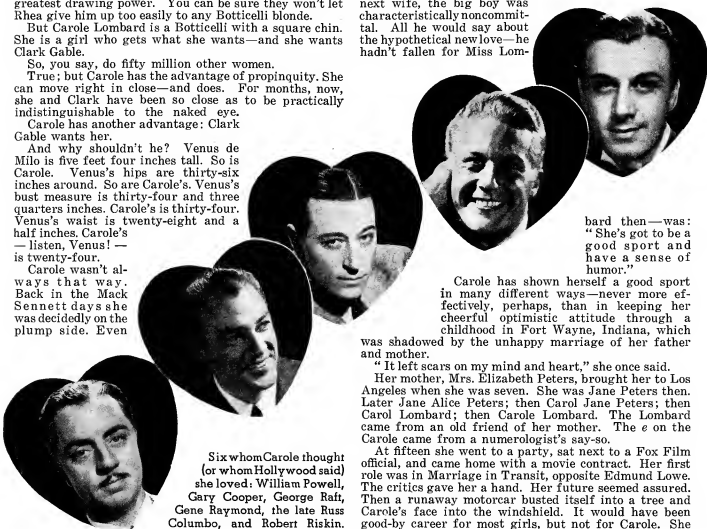 greatest drawing power. You can be sure they won't let
Rhea give him up too easily to any Botticelli blonde.
But Carole Lombard is a Botticelli with a square chin.
She is a girl who gets what she wants—and she wants
Clark Gable.
So, you say, do fifty million other women.
True; but Carole has the advantage of propinquity. She
can move right in close—and does. For months, now,
she and Clark have been so close as to be practically
indistinguishable to the naked eye.
Carole has another advantage: Clark
Gable wants her.
And why shouldn't he? Venus de
Milo is five feet four inches tall. So is
Carole. Venus's hips are thirty-six
inches around. So are Carole's. Venus's
bust measure is thirty-four and three
quarters inches. Carole's is thirty-four.
Venus's waist is twenty-eight and a
half inches. Carole's
— listen, Venus! —
is twenty-four.
Carole wasn't al-
ways that way.
Back in the Mack
Sennett days she
was decidedly on the
plump side. Even
Six whom Carole thought
(or whom Hollywood said)
she loved: William Powell,
Gary Cooper, George Raft,
Gene Raymond, the late Russ
Columbo, and Robert Riskin.
next wife, the big boy was
characteristically noncommit-
tal. All he would say about
the hypothetical new love—he
hadn't fallen for Miss Lom-
bard then—was:
"She's got to be a
good sport and
have a sense of
humor."
Carole has shown herself a good sport
in many different ways—never more ef-
fectively, perhaps, than in keeping her
cheerful optimistic attitude through a
childhood in Fort Wayne, Indiana, which
was shadowed by the unhappy marriage of her father
and mother.
"It left scars on my mind and heart," she once said.
Her mother, Mrs. Elizabeth Peters, brought her to Los
Angeles when she was seven. She was Jane Peters then.
Later Jane Alice Peters; then Carol Jane Peters; then
Carol Lombard; then Carole Lombard. The Lombard
came from an old friend of her mother. The e on the
Carole came from a numerologist's say-so.
At fifteen she went to a party, sat next to a Fox Film
official, and came home with a movie contract. Her first
role was in Marriage in Transit, opposite Edmund Lowe.
The critics gave her a hand. Her future seemed assured.
Then a runaway motorcar busted itself into a tree and
Carole's face into the windshield. It would have been
good-by career for most girls, but not for Carole. She